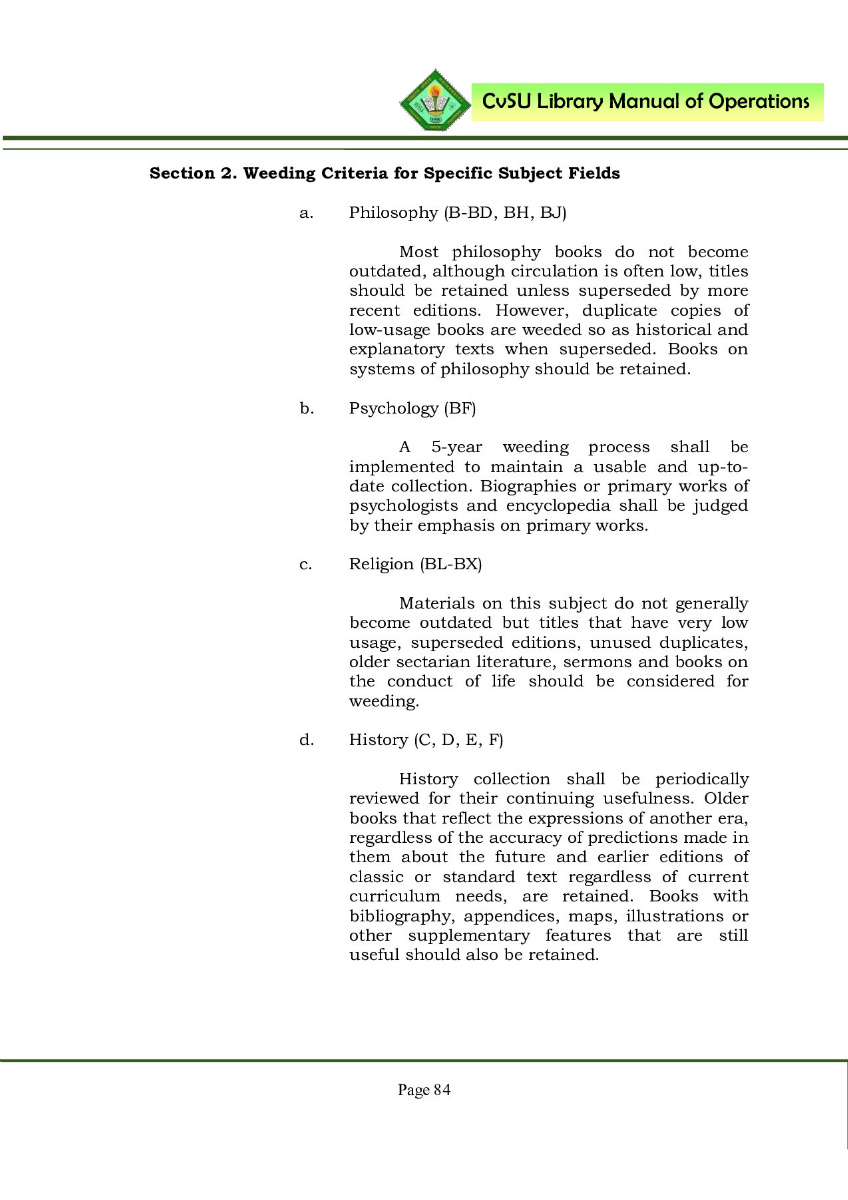 CvSU Library Manual of Operations
Section 2. Weeding Criteria for Specific Subject Fields
a. Philosophy (B-BD, BH, BJ)
Most philosophy books do not become
outdated, although circulation is often low, titles
should be retained unless superseded by more
recent editions. However, duplicate copies of
low-usage books are weeded so as historical and
explanatory texts when superseded. Books on
systems of philosophy should be retained.
b. Psychology (BF)
A 5-year weeding process shall be
implemented to maintain a usable and up-to-
date collection. Biographies or primary works of
psychologists and encyclopedia shall be judged
by their emphasis on primary works.
c. Religion (BL-BX)
Materials on this subject do not generally
become outdated but titles that have very low
usage, superseded editions, unused duplicates,
older sectarian literature, sermons and books on
the conduct of life should be considered for
weeding.
d. History (C, D, E, F)
History collection shall be periodically
reviewed for their continuing usefulness. Older
books that reflect the expressions of another era,
regardless of the accuracy of predictions made in
them about the future and earlier editions of
classic or standard text regardless of current
curriculum needs, are retained. Books with
bibliography, appendices, maps, illustrations or
other supplementary features that are still
useful should also be retained.
Page 84